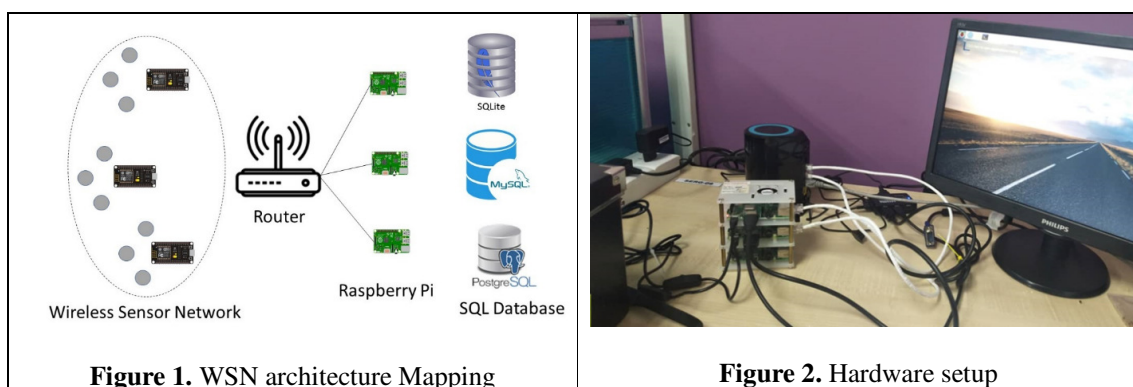 SQLite
MySQL
Router
PostgreSQL
Raspberry Pi
SQL Database
Wireless Sensor Network
PHILIPS
Figure 1. WSN architecture Mapping
Figure 2. Hardware setup